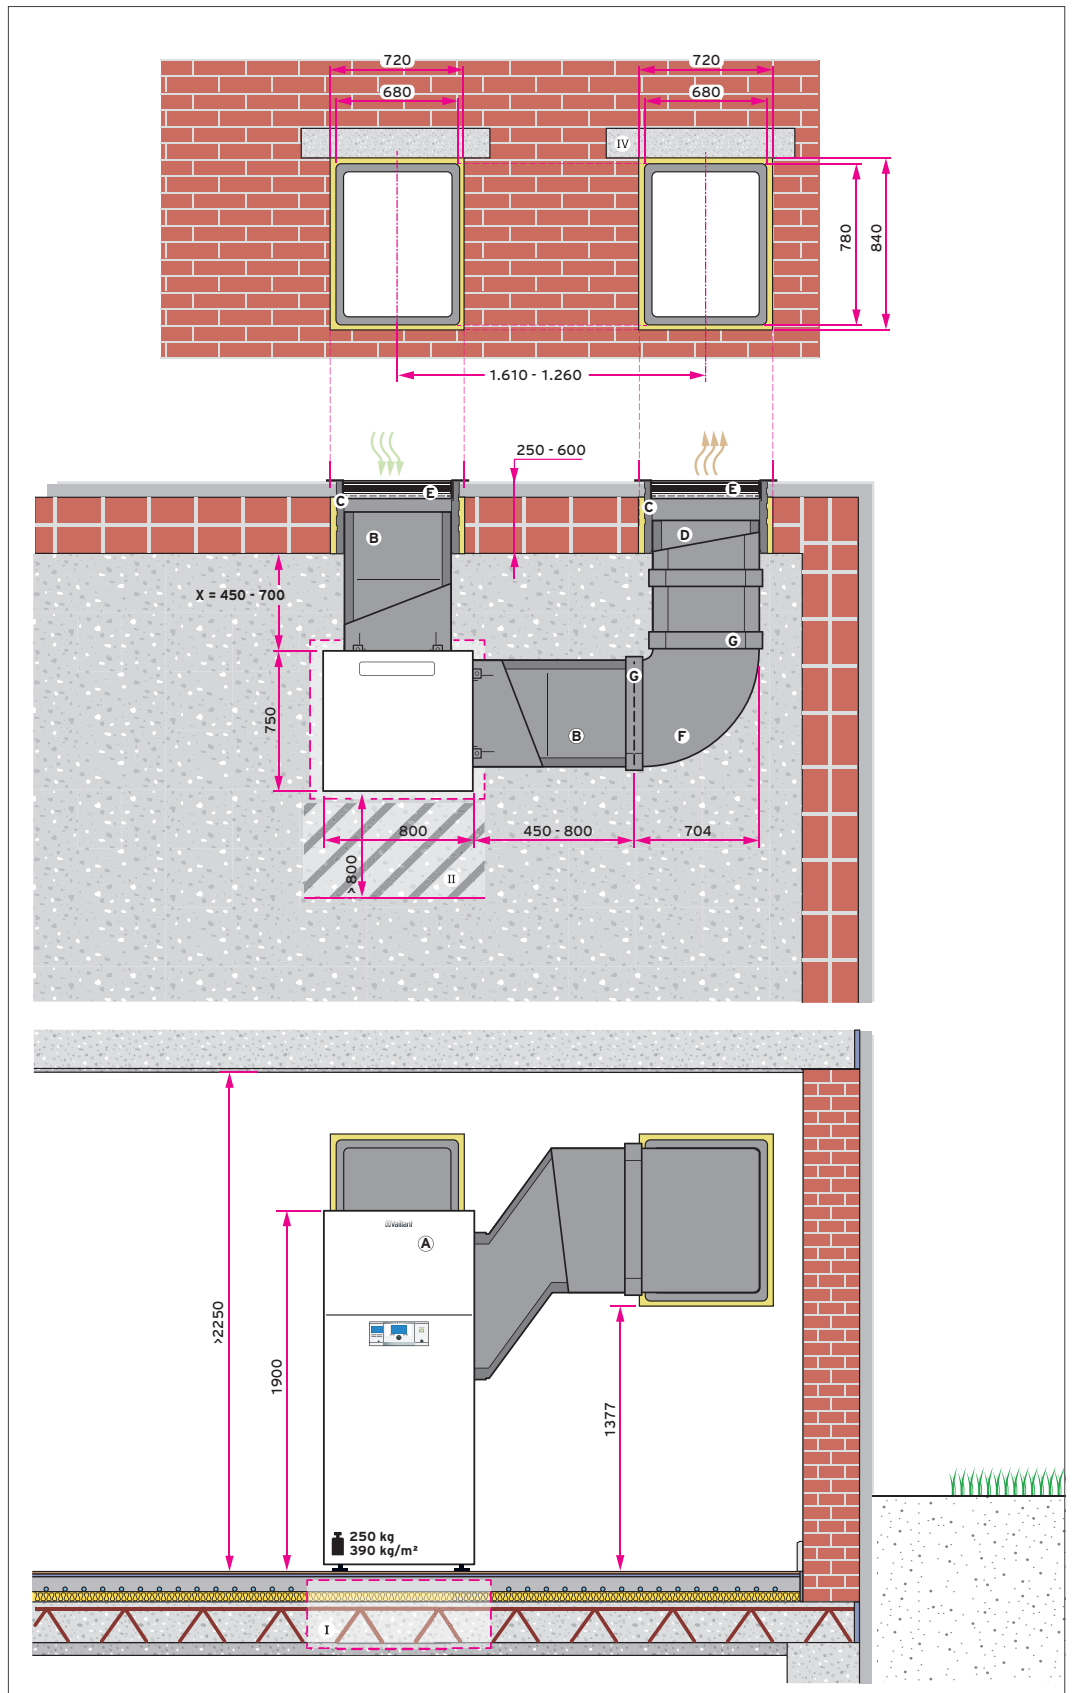 720 720
680 680
IV
780
840
1.610 - 1.260
250 - 600
E E
C C
B D
X = 450 - 700
G
G
750
B F
800 450 - 800 704
>800
II
Vaillant
A
>2250
1900
1377
250 kg
390 kg/m²
I